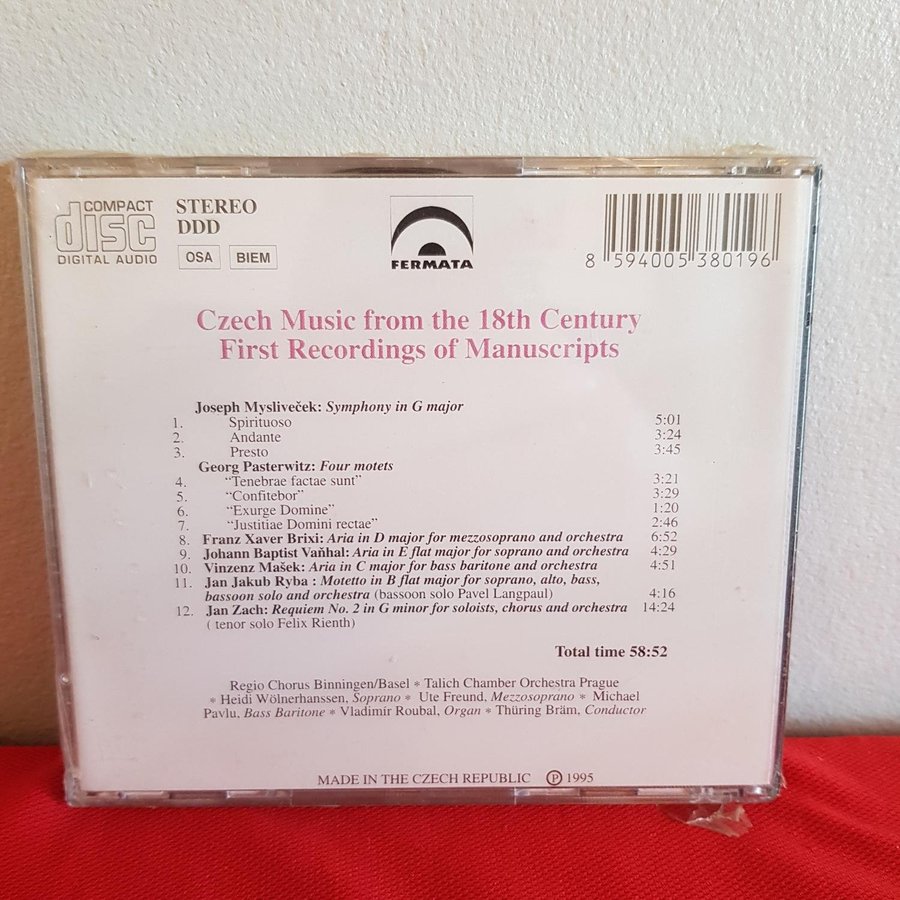 COMPACT
disc
DIGITAL AUDIO
STEREO
DDD
OSA BIEM
FERMATA
8 594005 380196
Czech Music from the 18th Century
First Recordings of Manuscripts
Joseph Mysliveček: Symphony in G major
1. Spirituoso 5:01
2. Andante 3:24
3. Presto 3:45
Georg Pasterwitz: Four motets
4. “Tenebrae factae sunt” 3:21
5. “Confitebor” 3:29
6. “Exurge Domine” 1:20
7. “Justitiae Domini rectae” 2:46
8. Franz Xaver Brixi: Aria in D major for mezzosoprano and orchestra 6:52
9. Johann Baptist Vaňhal: Aria in E flat major for soprano and orchestra 4:29
10. Vinzenz Mašek: Aria in C major for bass baritone and orchestra 4:51
11. Jan Jakub Ryba : Motetto in B flat major for soprano, alto, bass,
bassoon solo and orchestra (bassoon solo Pavel Langpaul) 4:16
12. Jan Zach: Requiem No. 2 in G minor for soloists, chorus and orchestra 14:24
( tenor solo Felix Rienth)
Total time 58:52
Regio Chorus Binningen/Basel * Talich Chamber Orchestra Prague
* Heidi Wölnerhanssen, Soprano * Ute Freund, Mezzosoprano * Michael
Pavlu, Bass Baritone * Vladimír Roubal, Organ * Thüring Bräm, Conductor
MADE IN THE CZECH REPUBLIC Ⓟ 1995